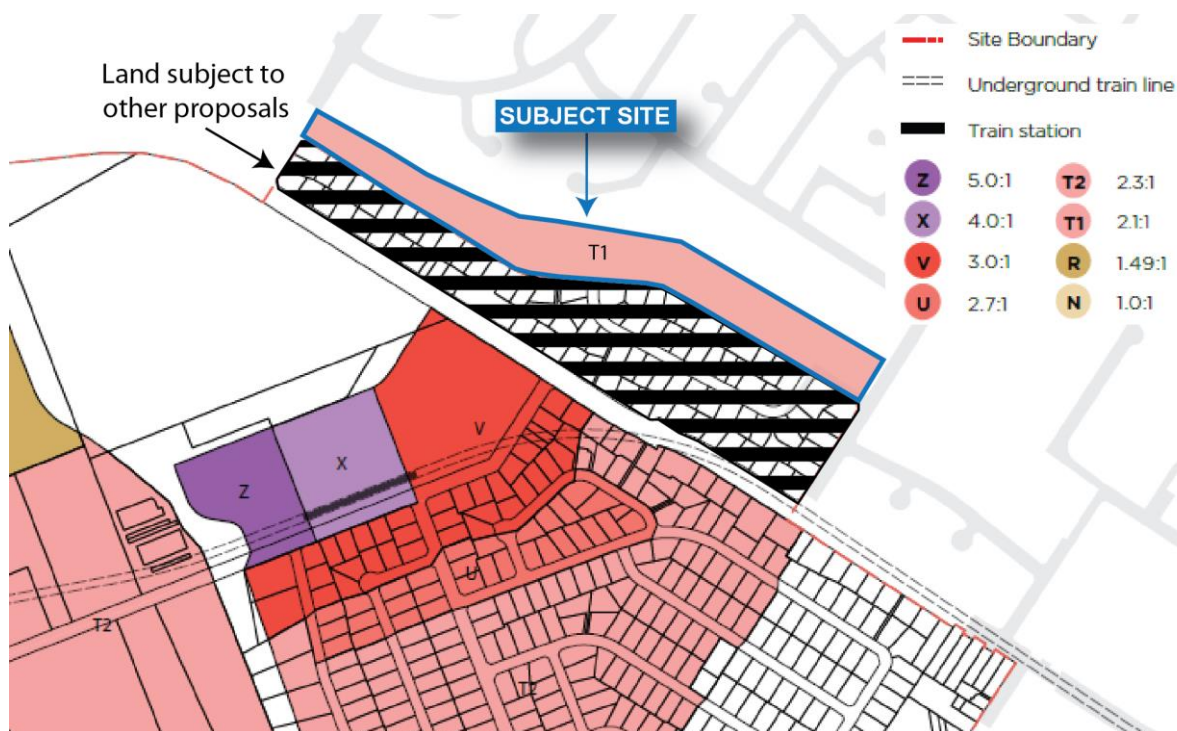 Land subject to
other proposals
SUBJECT SITE
T1
V
X
Z
U
T2
T2
Site Boundary
Underground train line
Train station
Z 5.0:1 T2 2.3:1
X 4.0:1 T1 2.1:1
V 3.0:1 R 1.49:1
U 2.7:1 N 1.0:1